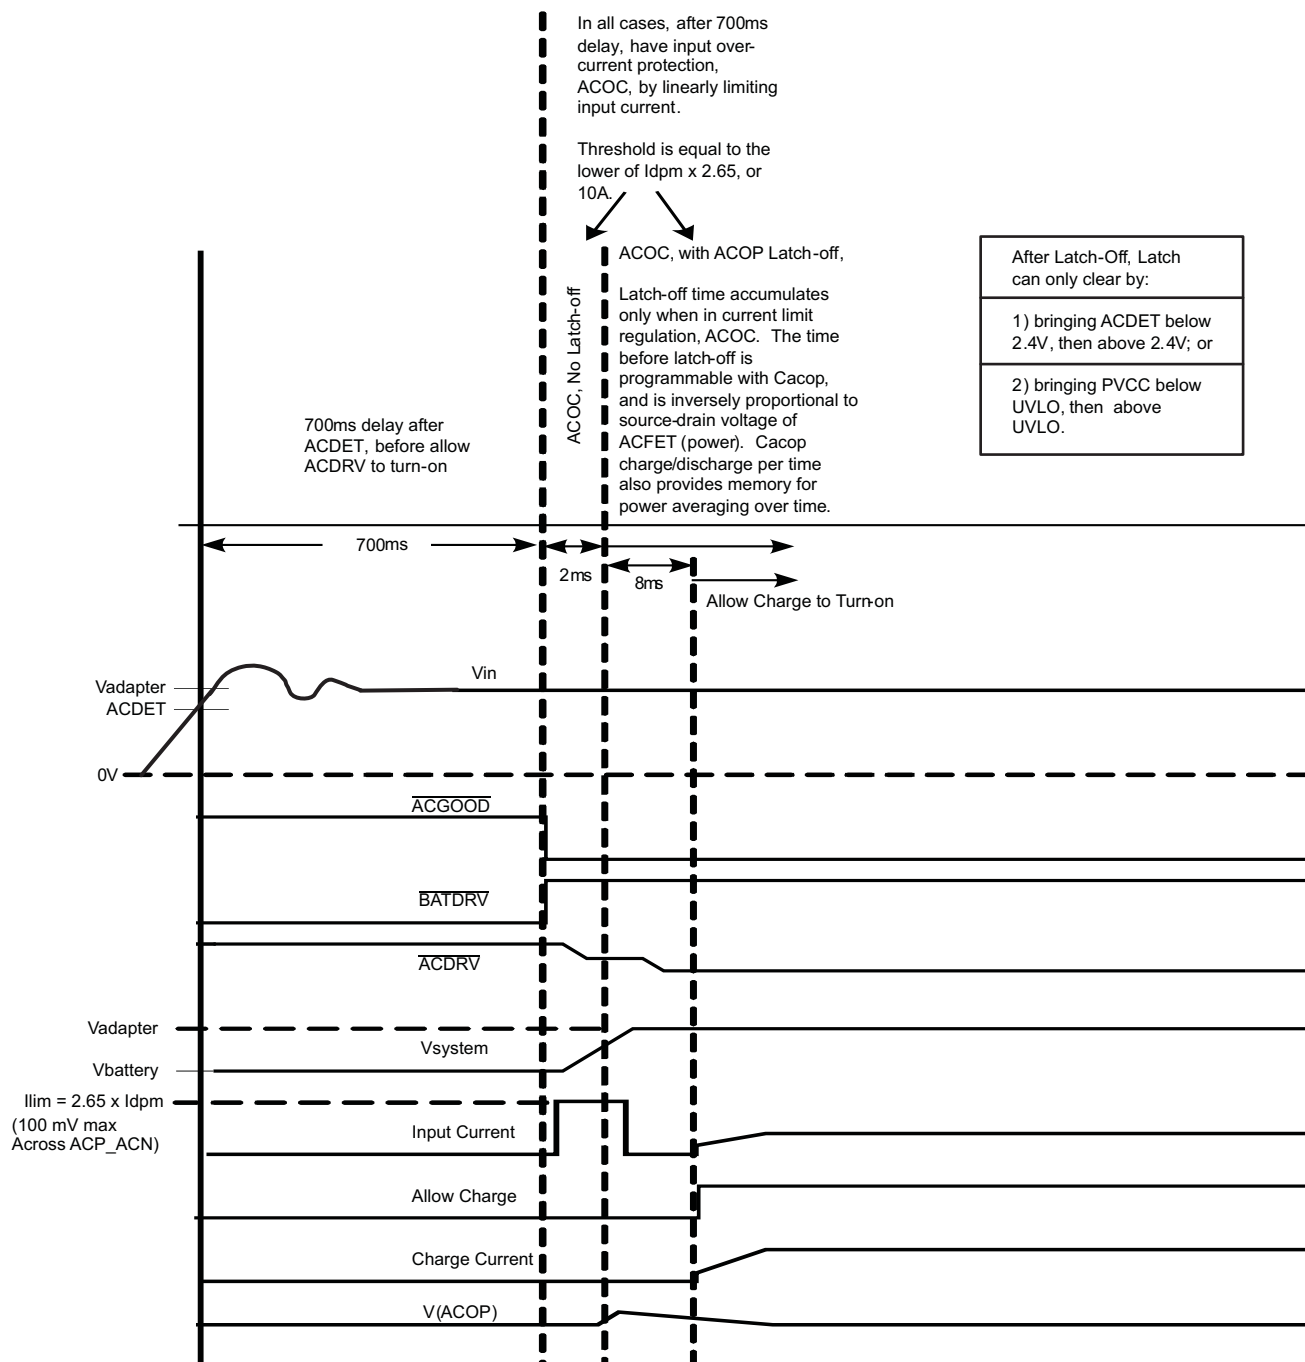 In all cases, after 700ms
delay, have input over-
current protection,
ACOC, by linearly limiting
input current.
Threshold is equal to the
lower of Idpm x 2.65, or
10A.
ACOC, No Latch-off
ACOC, with ACOP Latch-off,
Latch-off time accumulates
only when in current limit
regulation, ACOC. The time
before latch-off is
programmable with Cacop,
and is inversely proportional to
source-drain voltage of
ACFET (power). Cacop
charge/discharge per time
also provides memory for
power averaging over time.
After Latch-Off, Latch
can only clear by:
1) bringing ACDET below
2.4V, then above 2.4V; or
2) bringing PVCC below
UVLO, then above
UVLO.
700ms delay after
ACDET, before allow
ACDRV to turn-on
700ms
2ms
8ms
Allow Charge to Turn-on
Vin
Vadapter
ACDET
0V
ACGOOD
BATDRV
ACDRV
Vadapter
Vsystem
Vbattery
Ilim = 2.65 x Idpm
(100 mV max
Across ACP_ACN)
Input Current
Allow Charge
Charge Current
V(ACOP)